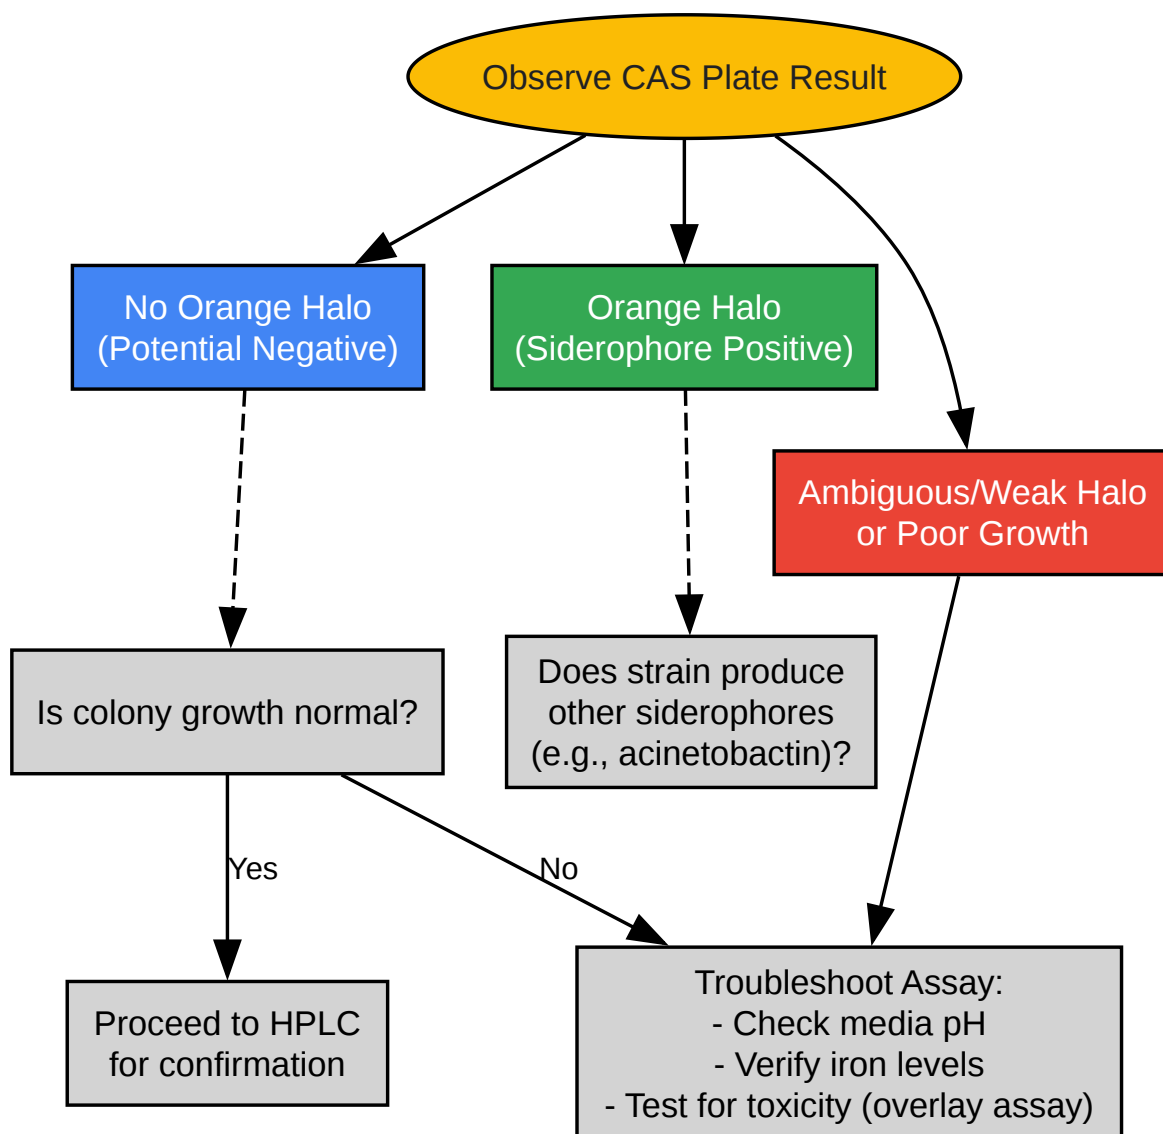 Observe CAS Plate Result
No Orange Halo
(Potential Negative)
Orange Halo
(Siderophore Positive)
Ambiguous/Weak Halo
or Poor Growth
Is colony growth normal?
Does strain produce
other siderophores
(e.g., acinetobactin)?
Yes
No
Proceed to HPLC
for confirmation
Troubleshoot Assay:
- Check media pH
- Verify iron levels
- Test for toxicity (overlay assay)